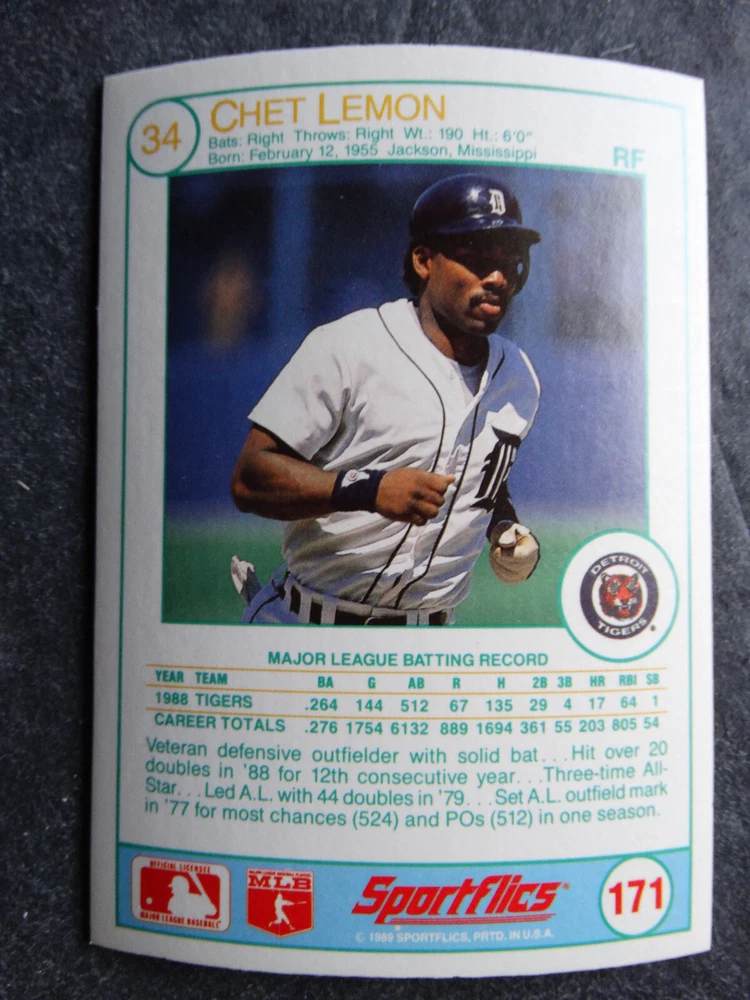 34
CHET LEMON
Bats: Right Throws: Right Wt.: 190 Ht.: 6'0"
Born: February 12, 1955 Jackson, Mississippi
RF
D
D
DETROIT
TIGERS
MAJOR LEAGUE BATTING RECORD
YEAR TEAM BA G AB R H 2B 3B HR RBI SB
1988 TIGERS .264 144 512 67 135 29 4 17 64 1
CAREER TOTALS .276 1754 6132 889 1694 361 55 203 805 54
Veteran defensive outfielder with solid bat...Hit over 20
doubles in '88 for 12th consecutive year...Three-time All-
Star...Led A.L. with 44 doubles in '79...Set A.L. outfield mark
in '77 for most chances (524) and POs (512) in one season.
OFFICIAL LICENSEE
MAJOR LEAGUE BASEBALL
MAJOR LEAGUE BASEBALL PLAYERS
MLB
Sportflics
171
© 1989 SPORTFLICS, PRTD. IN U.S.A.